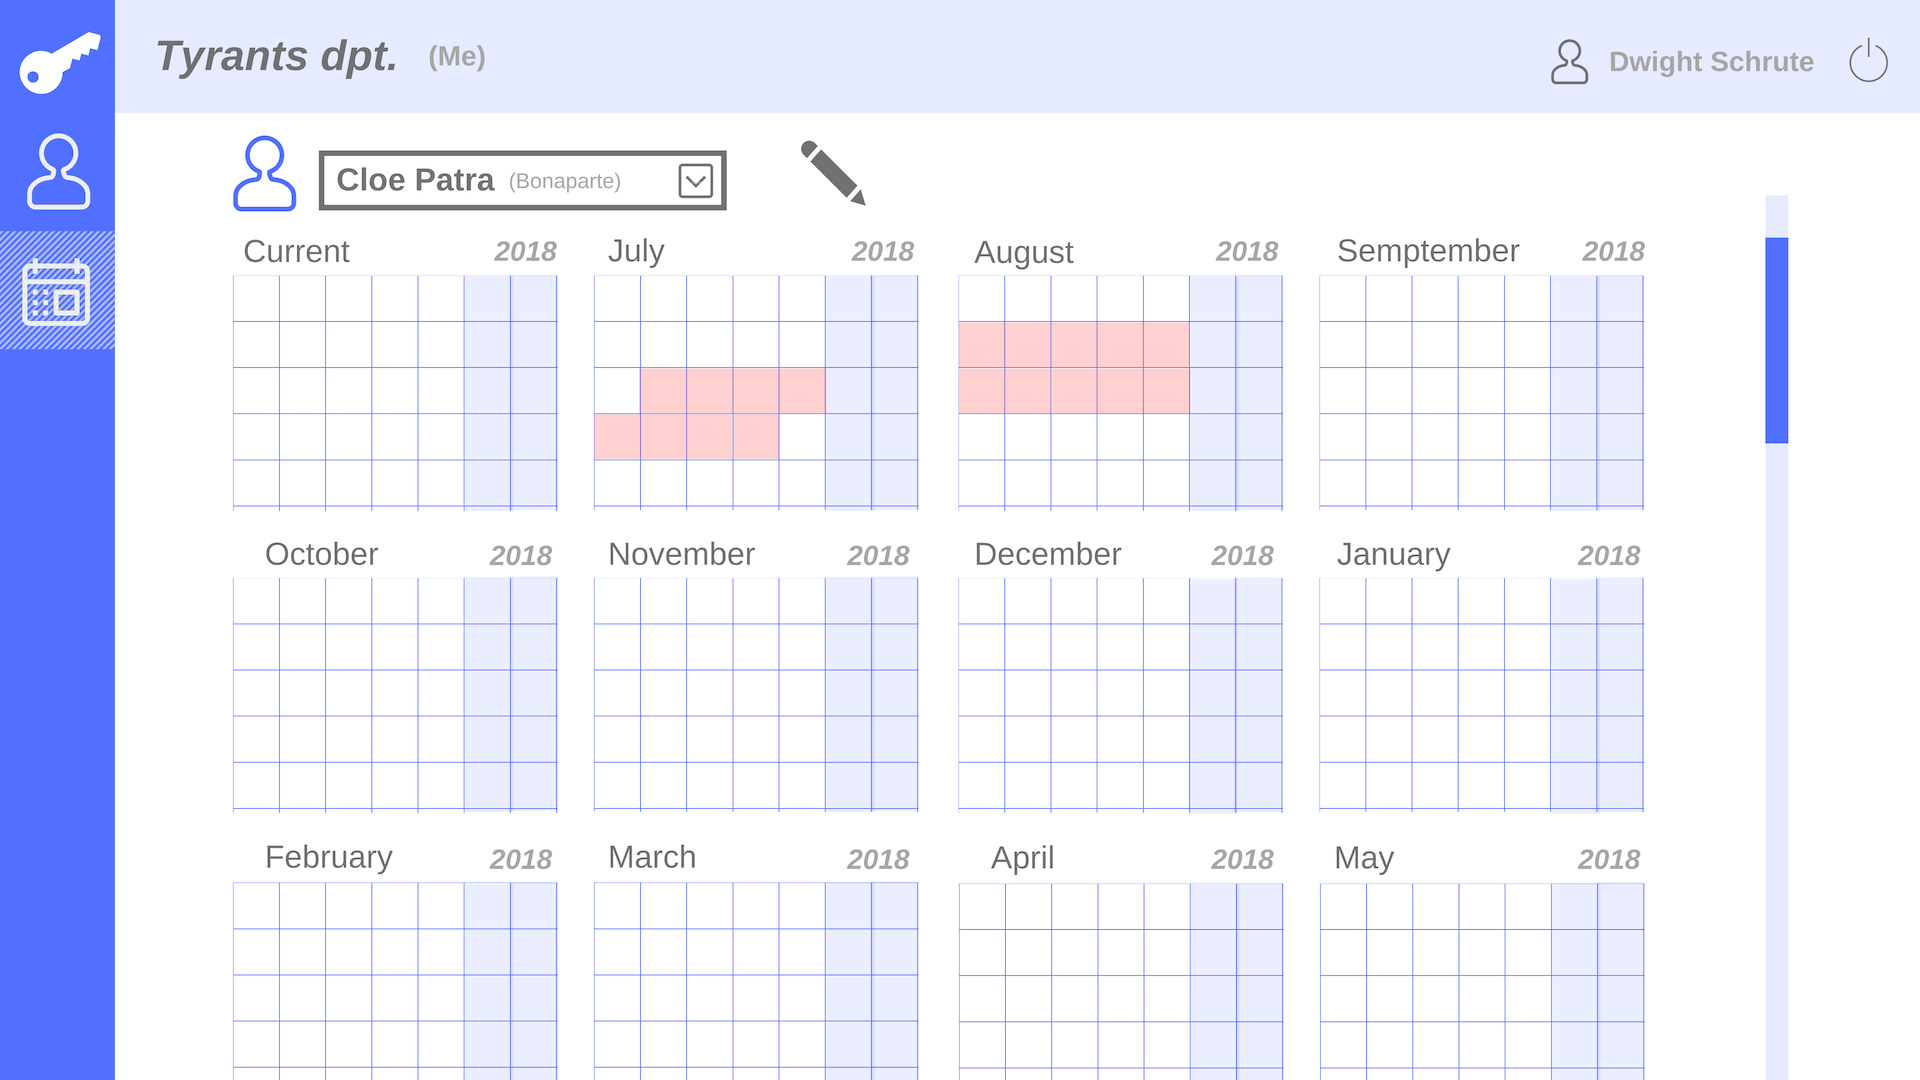 Tyrants dpt. (Me)
Dwight Schrute
Cloe Patra (Bonaparte)
Current 2018
July 2018
August 2018
Semptember 2018
October 2018
November 2018
December 2018
January 2018
February 2018
March 2018
April 2018
May 2018